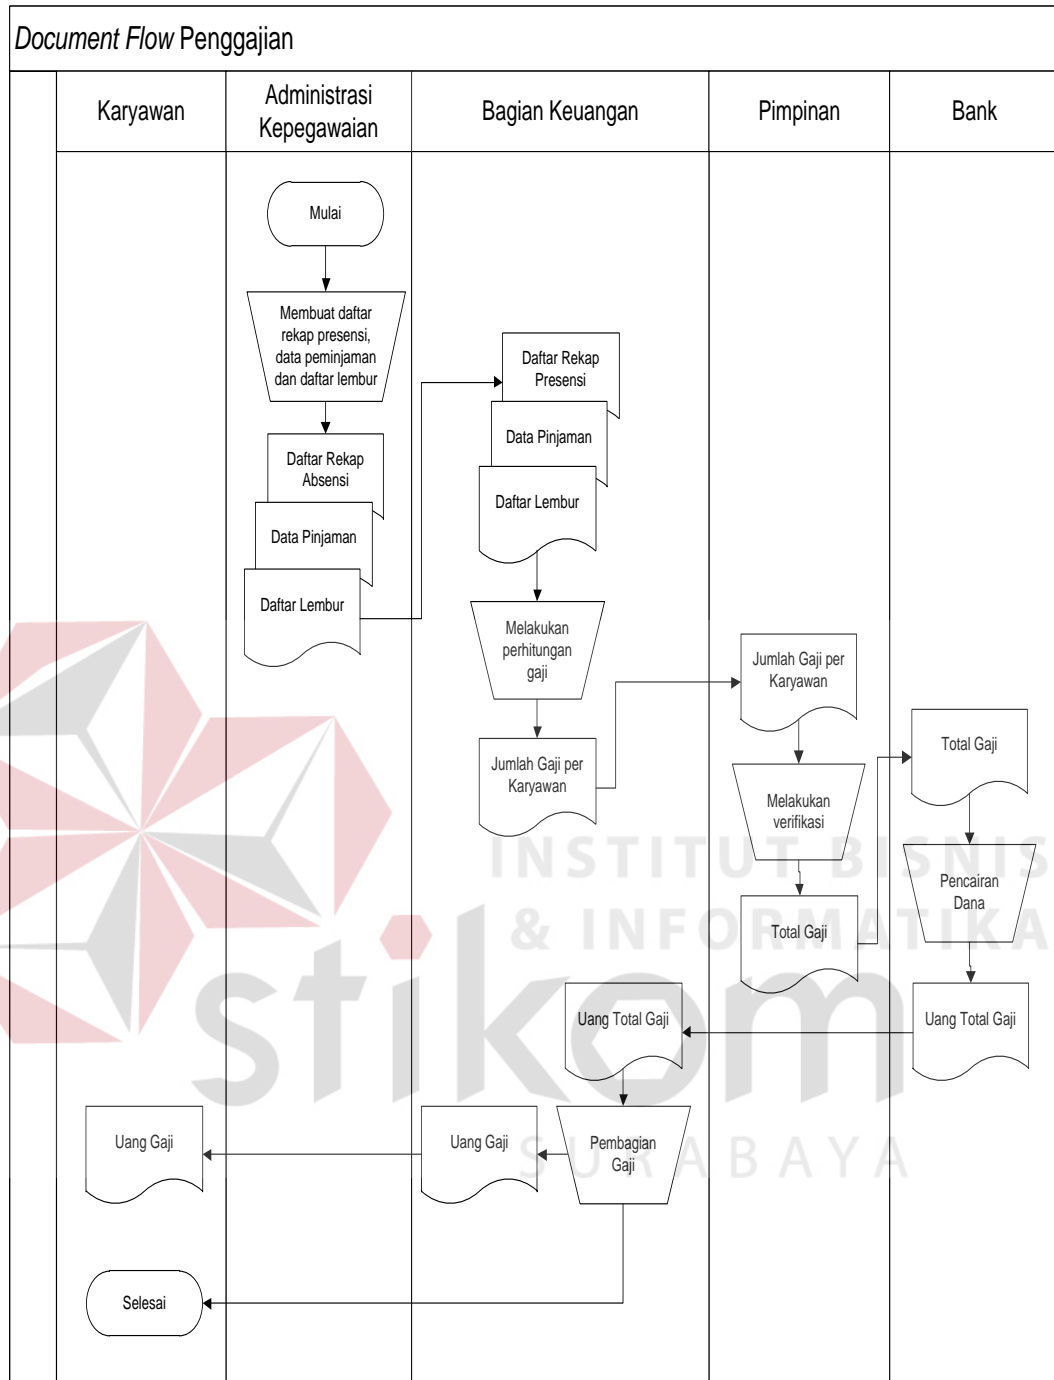 Document Flow Penggajian
Karyawan
Administrasi
Kepegawaian
Bagian Keuangan
Pimpinan
Bank
Mulai
Membuat daftar
rekap presensi,
data peminjaman
dan daftar lembur
Daftar Rekap
Absensi
Data Pinjaman
Daftar Lembur
Daftar Rekap
Presensi
Data Pinjaman
Daftar Lembur
Melakukan
perhitungan
gaji
Jumlah Gaji per
Karyawan
Jumlah Gaji per
Karyawan
Melakukan
verifikasi
Total Gaji
Total Gaji
Pencairan
Dana
Uang Total Gaji
Uang Total Gaji
Pembagian
Gaji
Uang Gaji
Uang Gaji
Selesai
INSTITUT BISNIS
& INFORMATIKA
stikom
SURABAYA